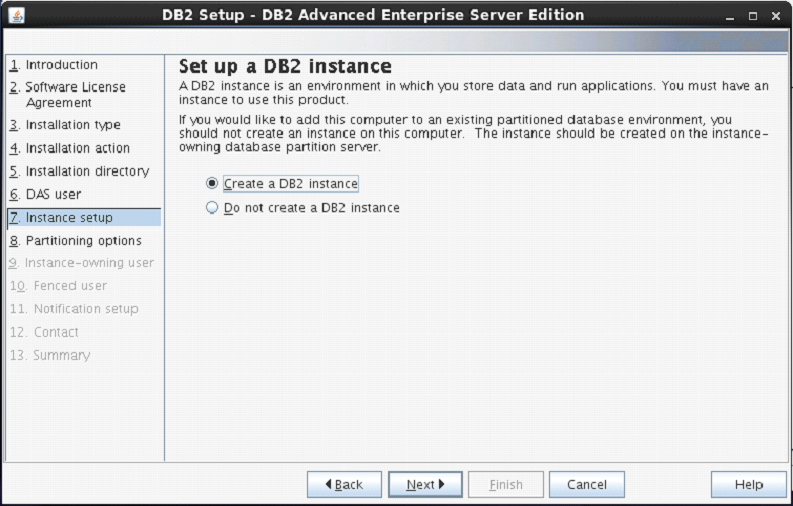 DB2 Setup - DB2 Advanced Enterprise Server Edition
1. Introduction
2. Software License
Agreement
3. Installation type
4. Installation action
5. Installation directory
6. DAS user
7. Instance setup
8. Partitioning options
9. Instance-owning user
10. Fenced user
11. Notification setup
12. Contact
13. Summary
Set up a DB2 instance
A DB2 instance is an environment in which you store data and run applications. You must have an
instance to use this product.
If you would like to add this computer to an existing partitioned database environment, you
should not create an instance on this computer. The instance should be created on the instance-
owning database partition server.
Create a DB2 instance
Do not create a DB2 instance
Back
Next
Finish
Cancel
Help